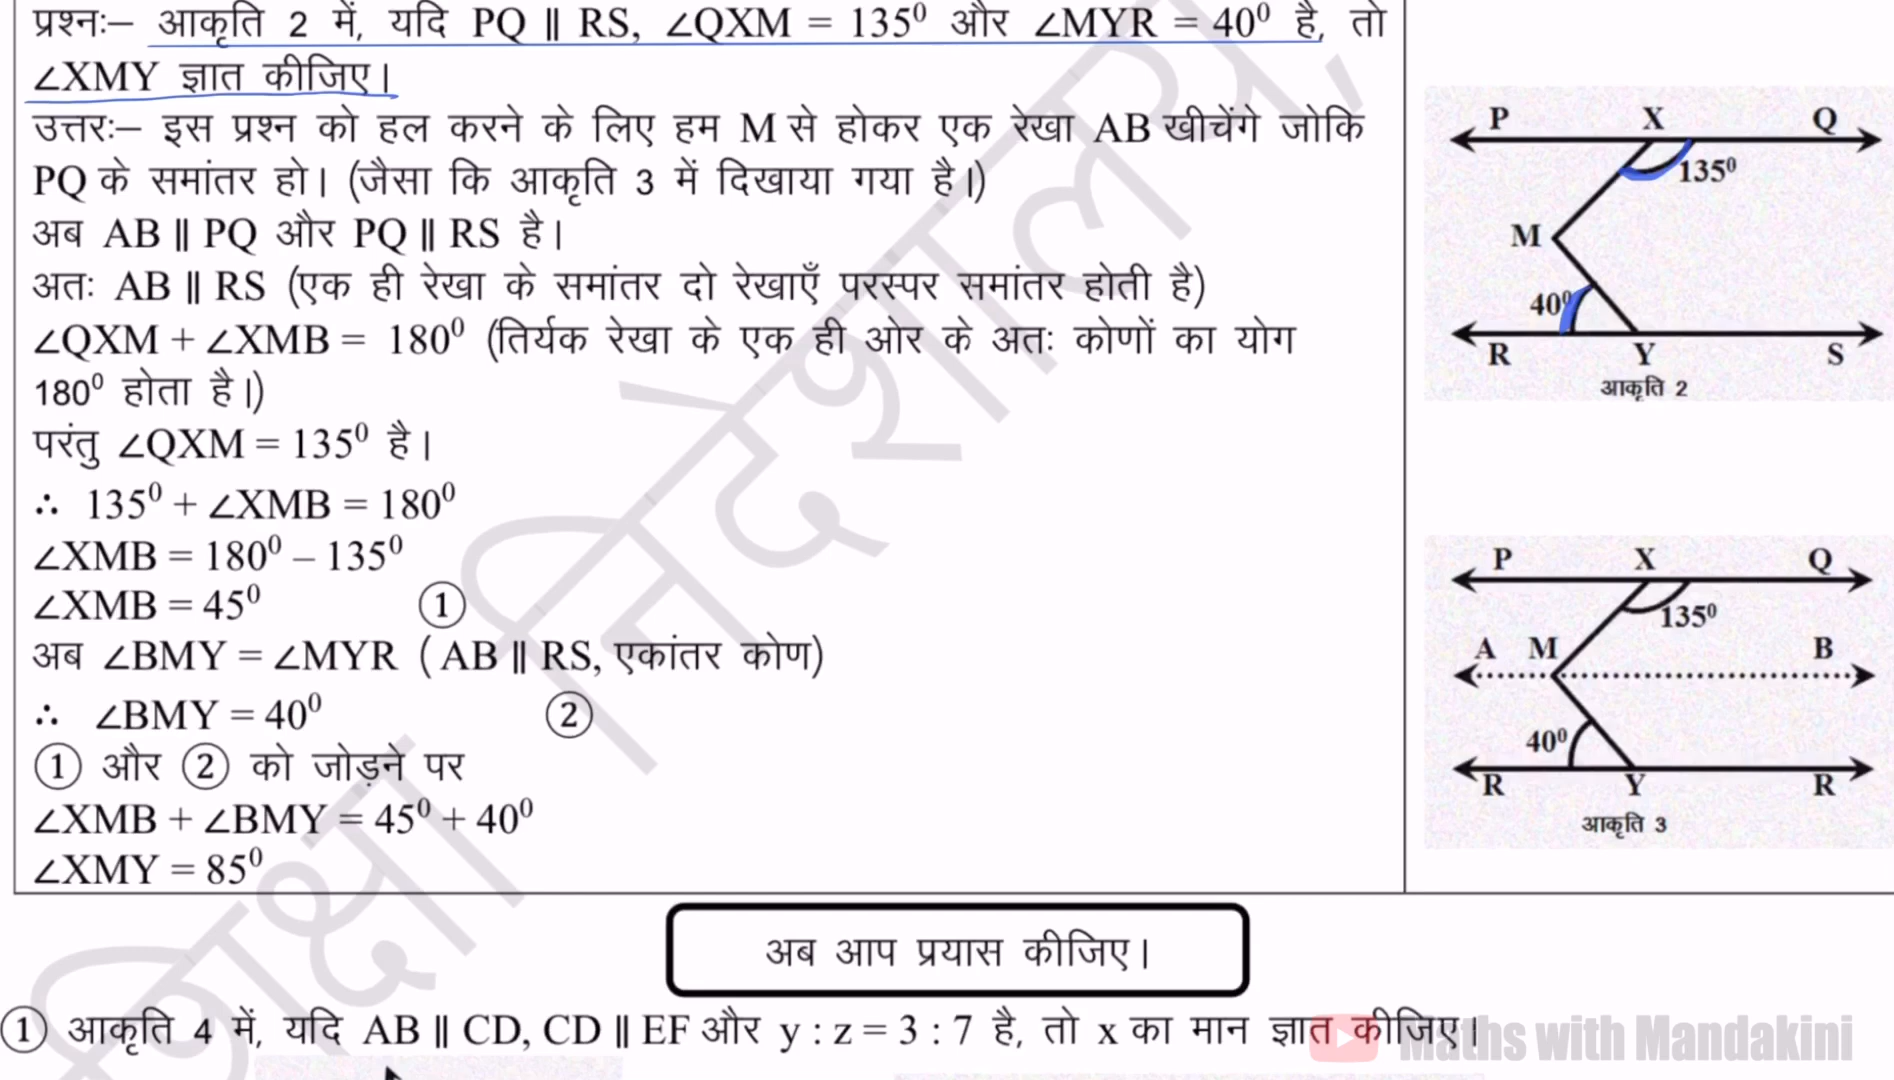 प्रश्नः– आकृति 2 में, यदि PQ ∥ RS, ∠QXM = 135⁰ और ∠MYR = 40⁰ है, तो
∠XMY ज्ञात कीजिए।
उत्तरः– इस प्रश्न को हल करने के लिए हम M से होकर एक रेखा AB खीचेंगे जोकि
PQ के समांतर हो। (जैसा कि आकृति 3 में दिखाया गया है।)
अब AB ∥ PQ और PQ ∥ RS है।
अतः AB ∥ RS (एक ही रेखा के समांतर दो रेखाएँ परस्पर समांतर होती है)
∠QXM + ∠XMB = 180⁰ (तिर्यक रेखा के एक ही ओर के अतः कोणों का योग
180⁰ होता है।)
परंतु ∠QXM = 135⁰ है।
∴ 135⁰ + ∠XMB = 180⁰
∠XMB = 180⁰ – 135⁰
∠XMB = 45⁰ ①
अब ∠BMY = ∠MYR ( AB ∥ RS, एकांतर कोण)
∴ ∠BMY = 40⁰ ②
① और ② को जोड़ने पर
∠XMB + ∠BMY = 45⁰ + 40⁰
∠XMY = 85⁰
P X Q
135⁰
M
40⁰
R Y S
आकृति 2
P X Q
135⁰
A M B
40⁰
R Y R
आकृति 3
अब आप प्रयास कीजिए।
① आकृति 4 में, यदि AB ∥ CD, CD ∥ EF और y : z = 3 : 7 है, तो x का मान ज्ञात कीजिए।
Maths with Mandakini
शिक्षा निदेशालय,